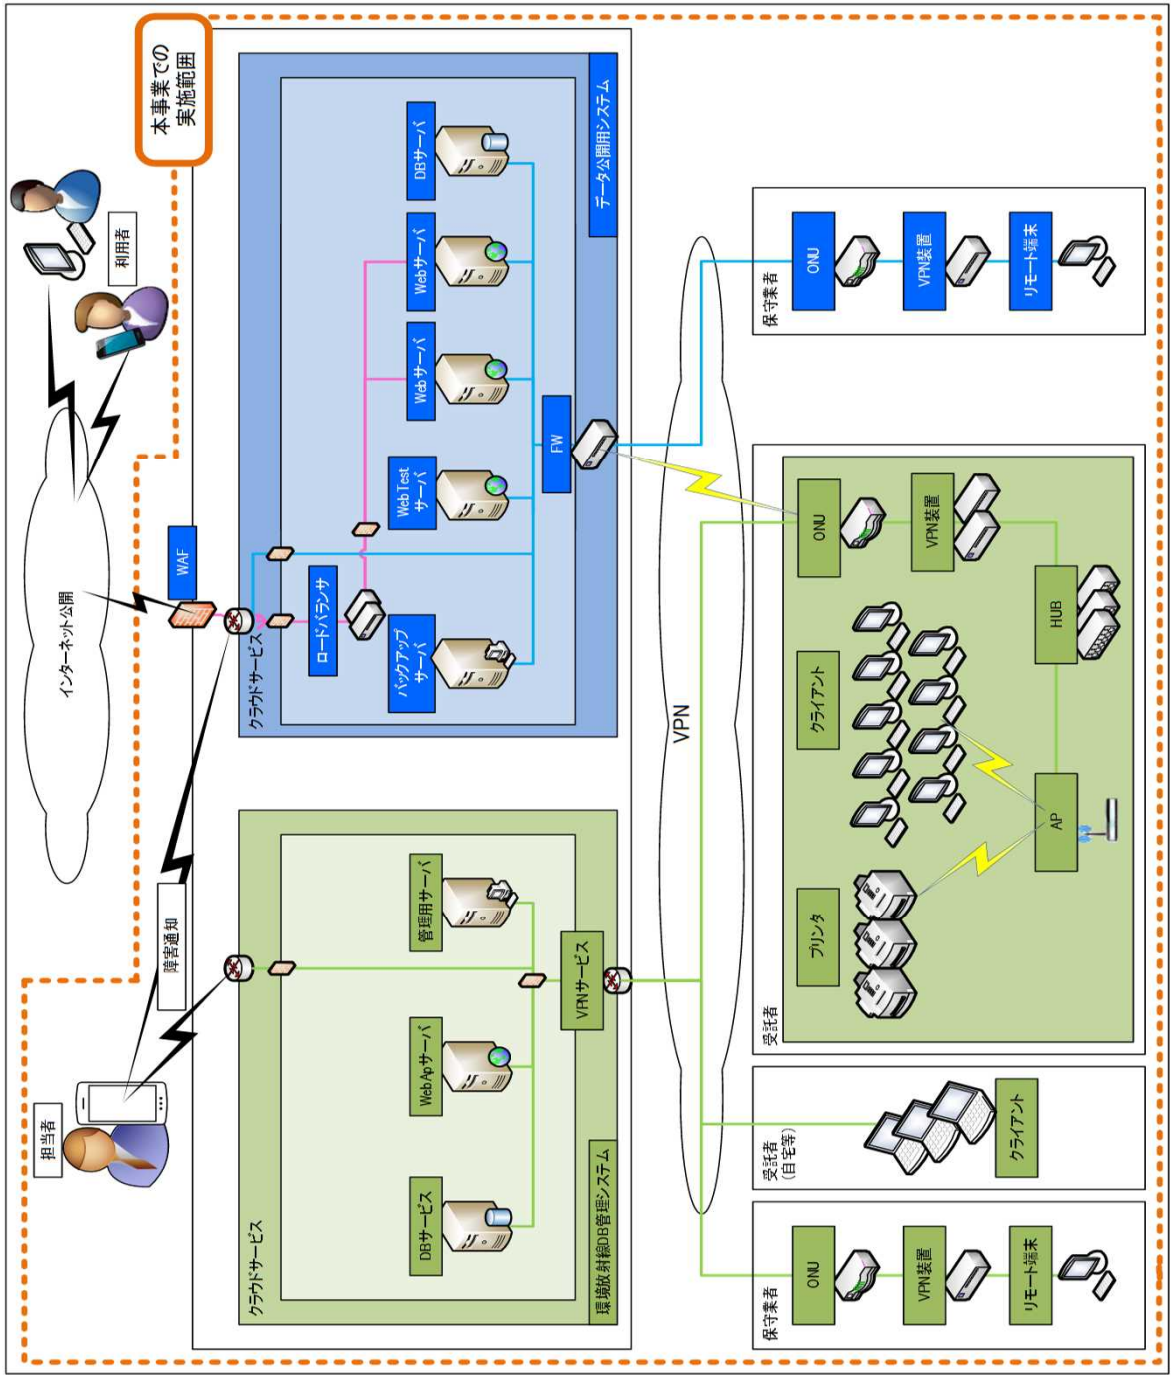 担当者
インターネット公開
利用者
本事業での
実施範囲
障害通知
WAF
クラウドサービス
クラウドサービス
ロードバランサ
DBサービス
WebApサーバ
管理用サーバ
バックアップ
サーバ
WebTest
サーバ
Webサーバ
Webサーバ
DBサーバ
FW
VPNサービス
環境放射線DB管理システム
データ公開用システム
VPN
保守業者
ONU
VPN装置
リモート端末
受託者
(自宅等)
クライアント
受託者
プリンタ
クライアント
ONU
VPN装置
AP
HUB
保守業者
ONU
VPN装置
リモート端末